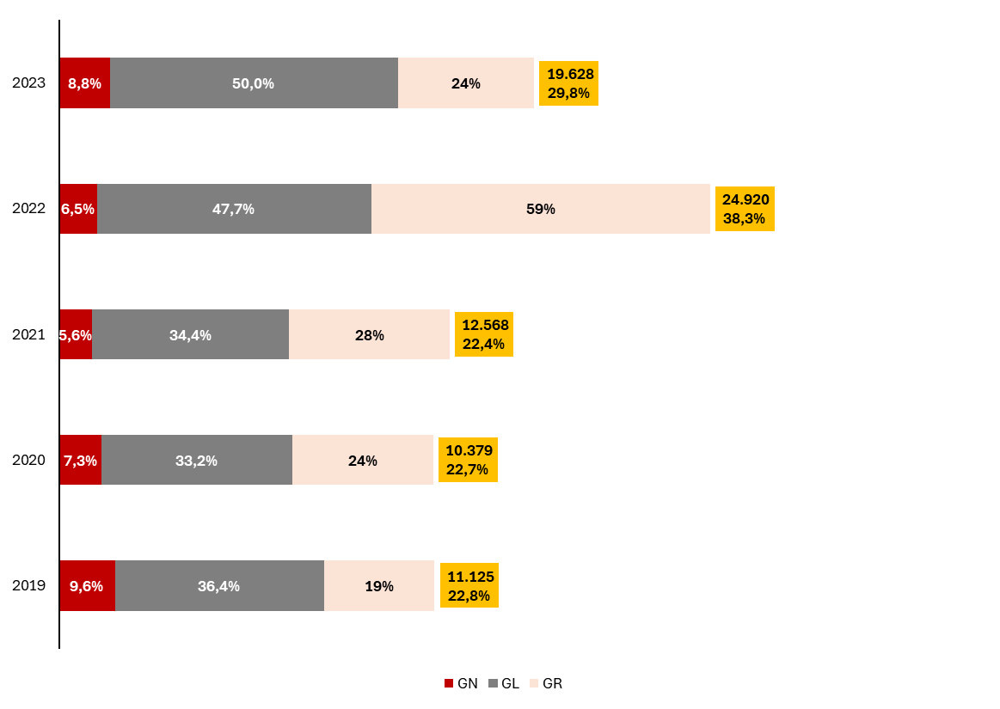 2023 8,8% 50,0% 24% 19.628
29,8%
2022 6,5% 47,7% 59% 24.920
38,3%
2021 5,6% 34,4% 28% 12.568
22,4%
2020 7,3% 33,2% 24% 10.379
22,7%
2019 9,6% 36,4% 19% 11.125
22,8%
GN GL GR